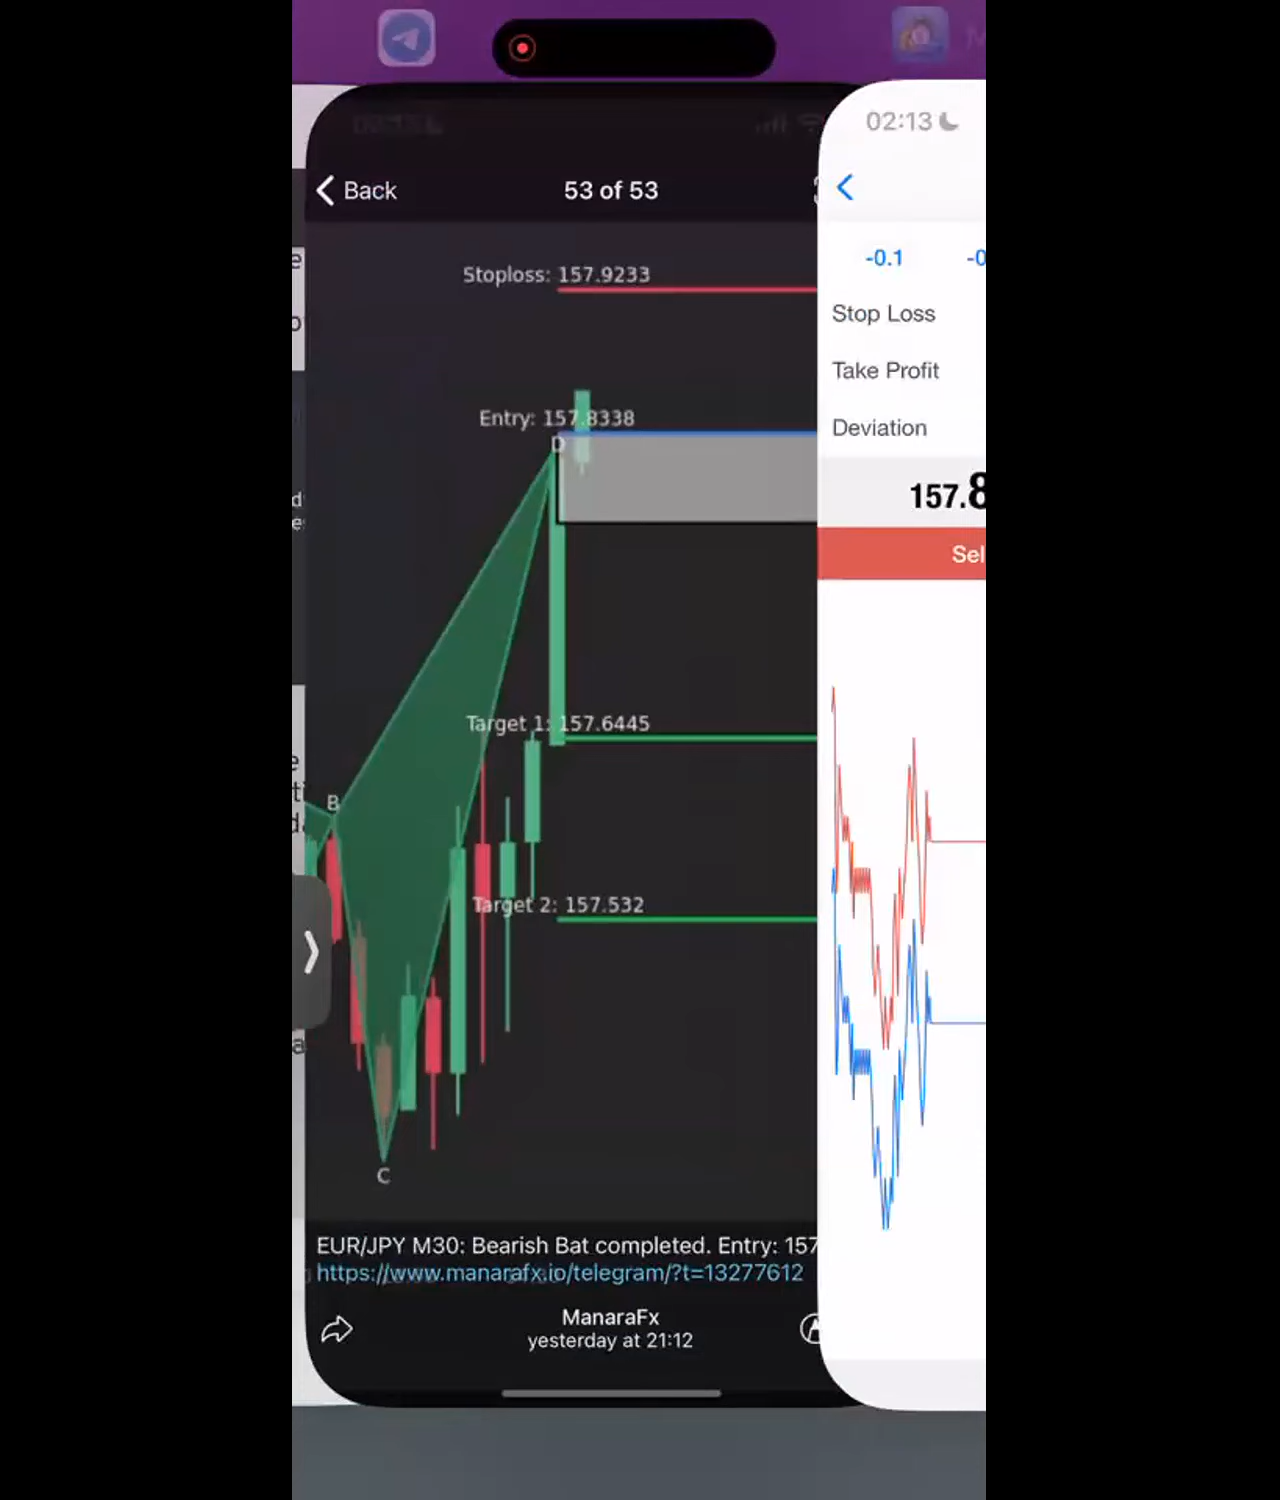 Back
53 of 53
Stoploss: 157.9233
Entry: 157.8338
D
Target 1: 157.6445
B
Target 2: 157.532
C
EUR/JPY M30: Bearish Bat completed. Entry: 157
https://www.manarafx.io/telegram/?t=13277612
ManaraFx
yesterday at 21:12
02:13
-0.1
Stop Loss
Take Profit
Deviation
157.8
Sel